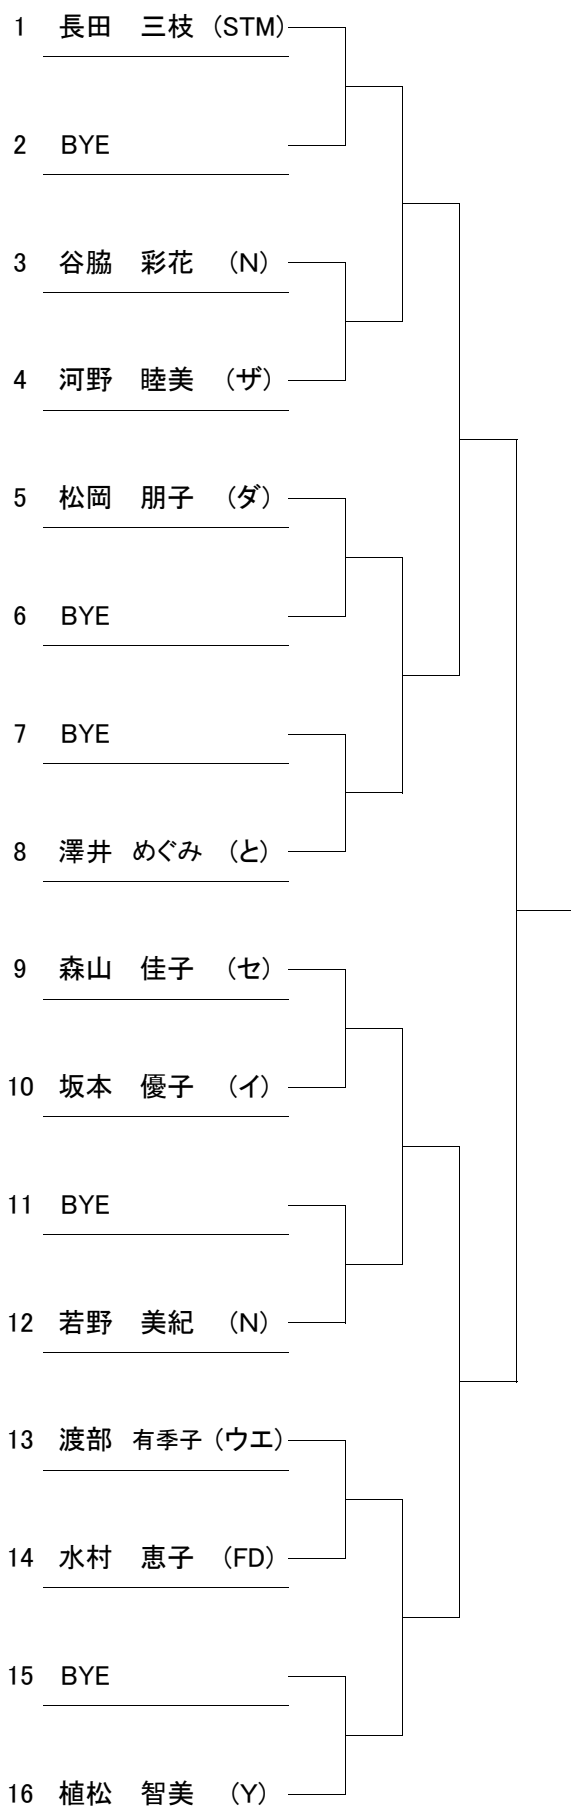 1 長田 三枝 (STM)
2 BYE
3 谷脇 彩花 (N)
4 河野 睦美 (ザ)
5 松岡 朋子 (ダ)
6 BYE
7 BYE
8 澤井 めぐみ (と)
9 森山 佳子 (セ)
10 坂本 優子 (イ)
11 BYE
12 若野 美紀 (N)
13 渡部 有季子 (ウエ)
14 水村 恵子 (FD)
15 BYE
16 植松 智美 (Y)